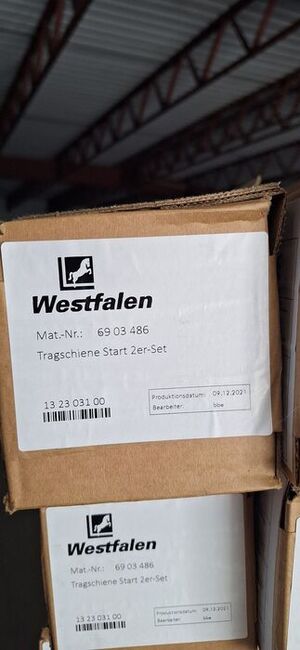 Westfalen
Mat.-Nr.: 69 03 486
Tragschiene Start 2er-Set
13 23 031 00
Produktionsdatum: 09.12.2021
Bearbeiter: bbe
Westfalen
Mat.-Nr.: 69 03 486
Tragschiene Start 2er-Set
13 23 031 00
Produktionsdatum: 09.12.2021
Bearbeiter: bbe